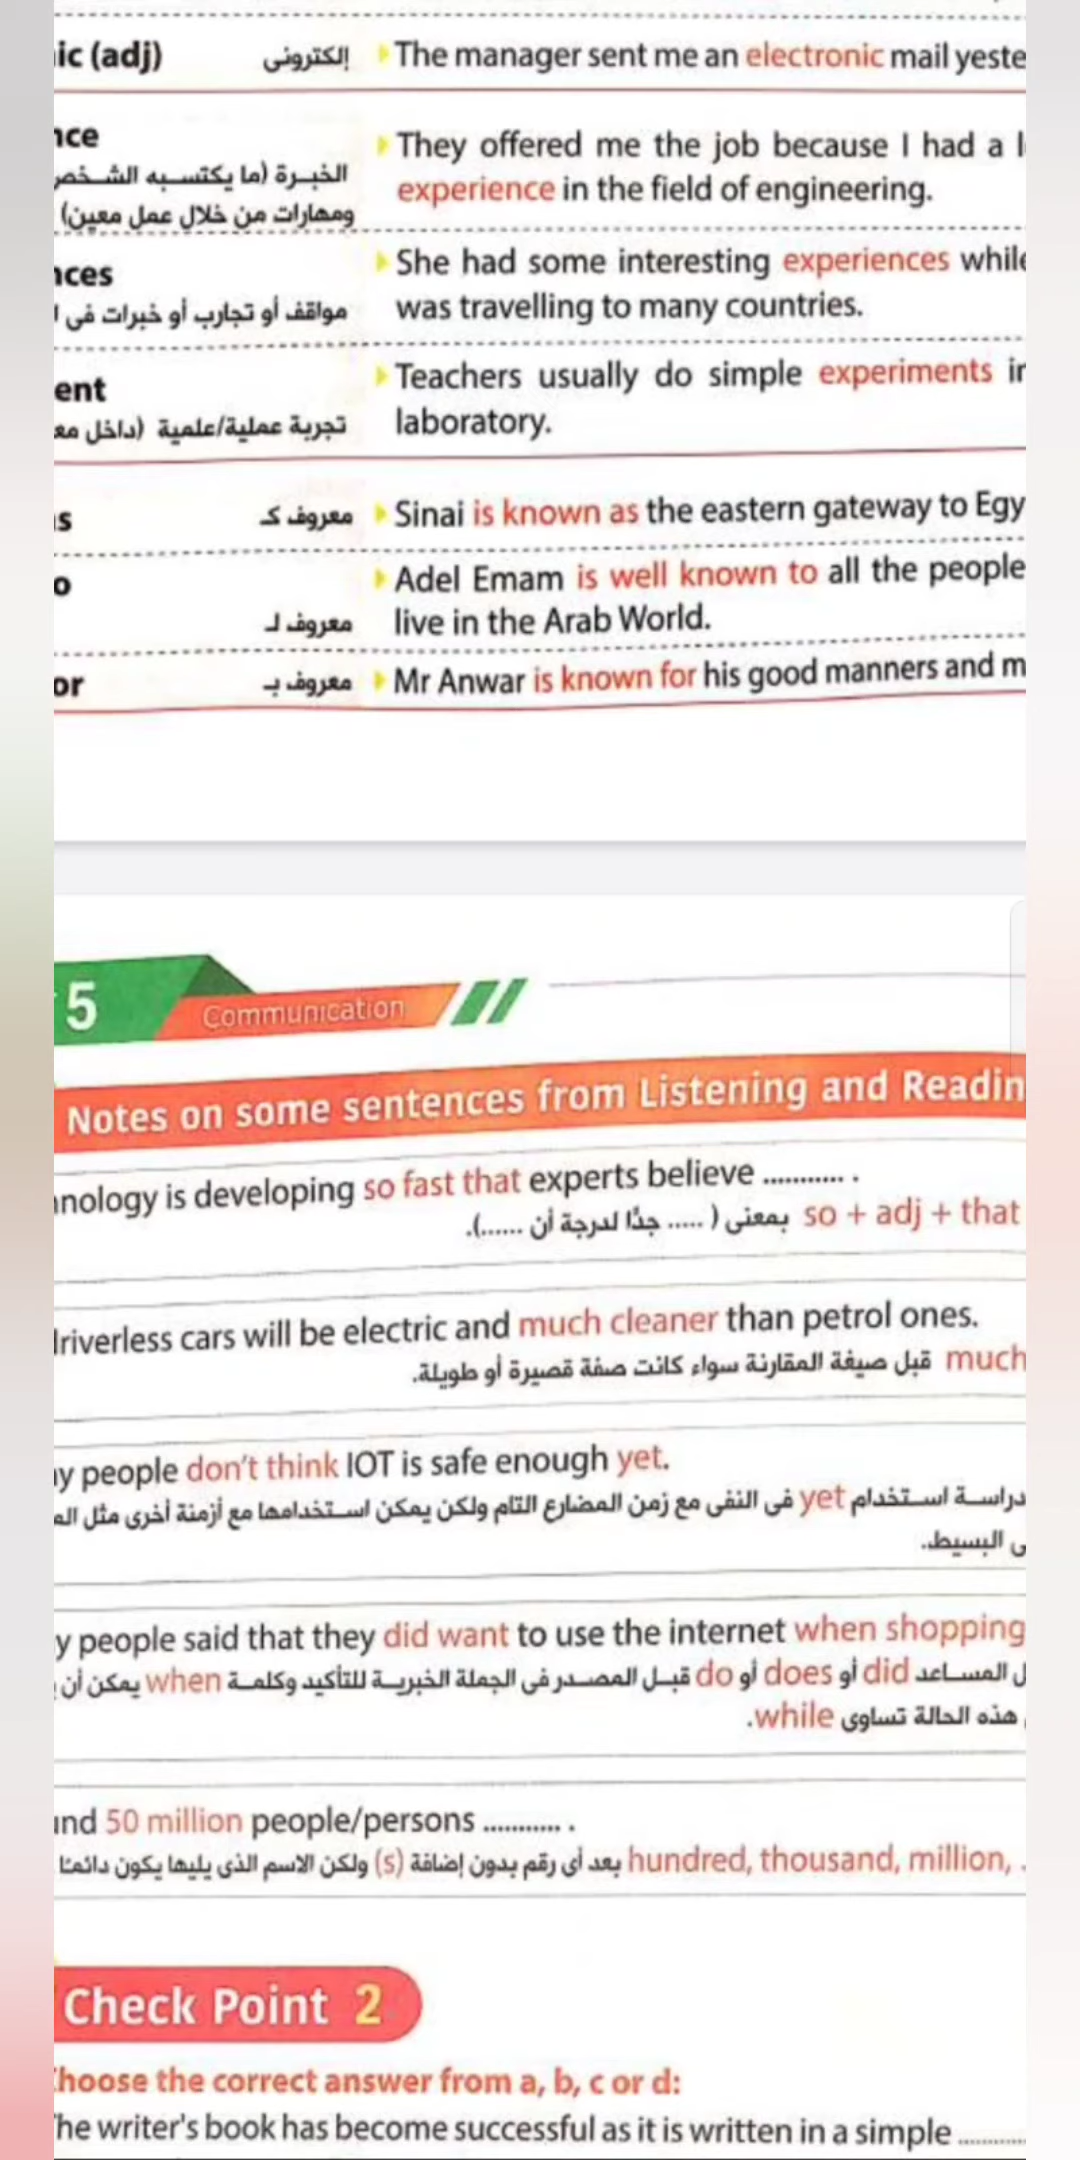 ic (adj) إلكترونى The manager sent me an electronic mail yeste
nce
They offered me the job because I had a l
الخبرة (ما يكتسبه الشخص
experience in the field of engineering.
ومهارات من خلال عمل معين)
nces She had some interesting experiences while
مواقف أو تجارب أو خبرات فى ا was travelling to many countries.
ent Teachers usually do simple experiments in
تجربة عملية/علمية (داخل مع laboratory.
s معروف كـ Sinai is known as the eastern gateway to Egy
o Adel Emam is well known to all the people
معروف لـ live in the Arab World.
or معروف بـ Mr Anwar is known for his good manners and m
5 Communication
Notes on some sentences from Listening and Readin
nology is developing so fast that experts believe ............ .
so + adj + that بمعنى ( ..... جدًا لدرجة أن ......).
driverless cars will be electric and much cleaner than petrol ones.
much قبل صيغة المقارنة سواء كانت صفة قصيرة أو طويلة.
y people don't think IOT is safe enough yet.
دراسة استخدام yet فى النفى مع زمن المضارع التام ولكن يمكن استخدامها مع أزمنة أخرى مثل الم
ى البسيط.
y people said that they did want to use the internet when shopping
ل المساعد did أو does أو do قبل المصدر فى الجملة الخبرية للتأكيد وكلمة when يمكن أن
هذه الحالة تساوى while.
und 50 million people/persons ............ .
hundred, thousand, million, . بعد أى رقم بدون إضافة (s) ولكن الاسم الذى يليها يكون دائمًا
Check Point 2
hoose the correct answer from a, b, c or d:
he writer's book has become successful as it is written in a simple ............